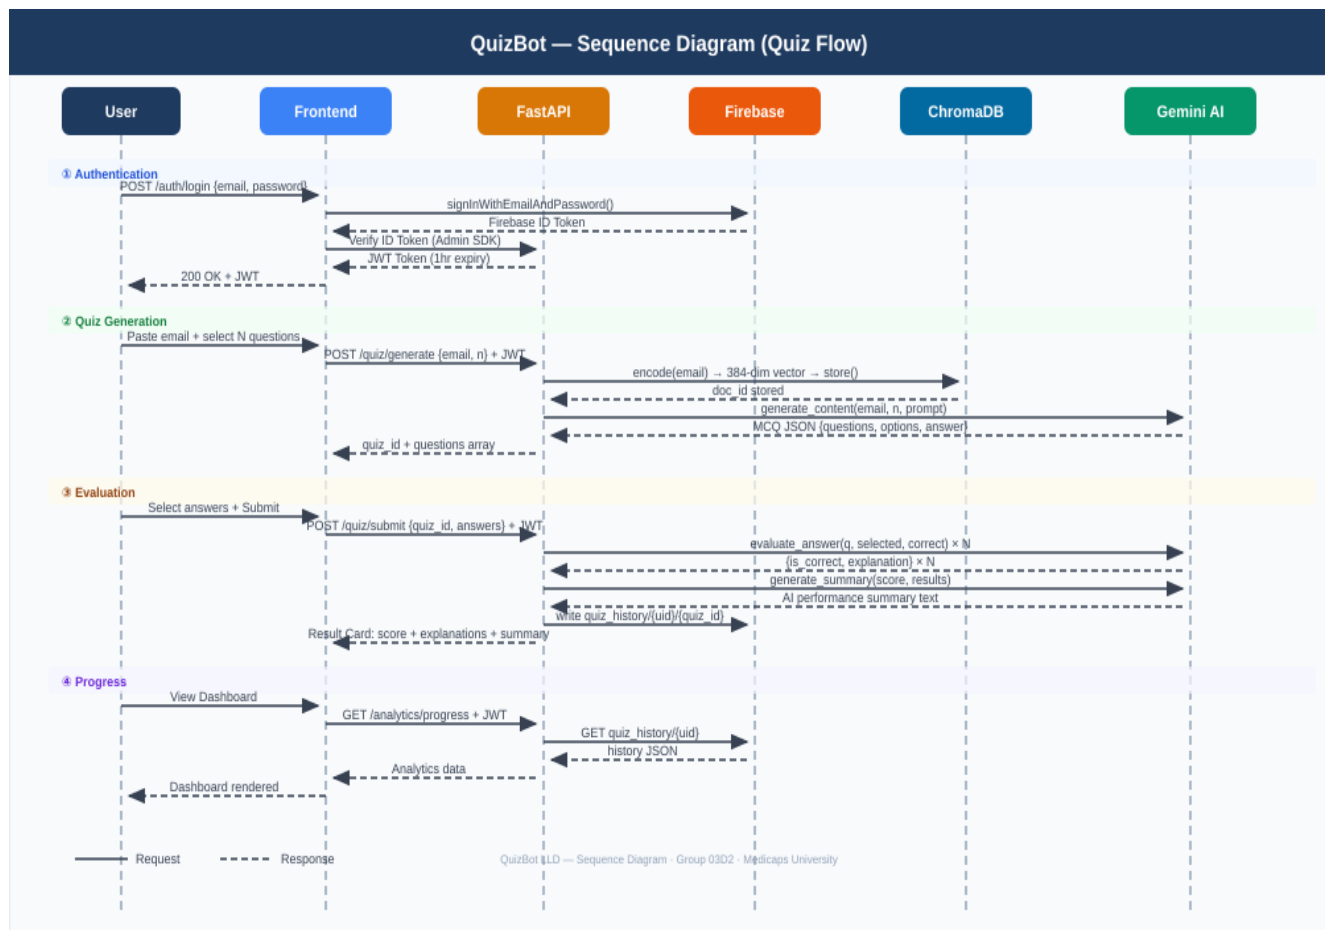 QuizBot — Sequence Diagram (Quiz Flow)
User
Frontend
FastAPI
Firebase
ChromaDB
Gemini AI
① Authentication
POST /auth/login {email, password}
signInWithEmailAndPassword()
Firebase ID Token
Verify ID Token (Admin SDK)
JWT Token (1hr expiry)
200 OK + JWT
② Quiz Generation
Paste email + select N questions
POST /quiz/generate {email, n} + JWT
encode(email) → 384-dim vector → store()
doc_id stored
generate_content(email, n, prompt)
MCQ JSON {questions, options, answer}
quiz_id + questions array
③ Evaluation
Select answers + Submit
POST /quiz/submit {quiz_id, answers} + JWT
evaluate_answer(q, selected, correct) × N
{is_correct, explanation} × N
generate_summary(score, results)
AI performance summary text
write quiz_history/{uid}/{quiz_id}
Result Card: score + explanations + summary
④ Progress
View Dashboard
GET /analytics/progress + JWT
GET quiz_history/{uid}
history JSON
Analytics data
Dashboard rendered
Request
Response
QuizBot LLD — Sequence Diagram · Group 03D2 · Medicaps University